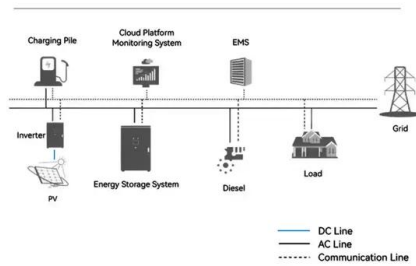 Charging Pile
Cloud Platform
Monitoring System
EMS
Grid
Inverter
PV
Energy Storage System
Diesel
Load
DC Line
AC Line
Communication Line